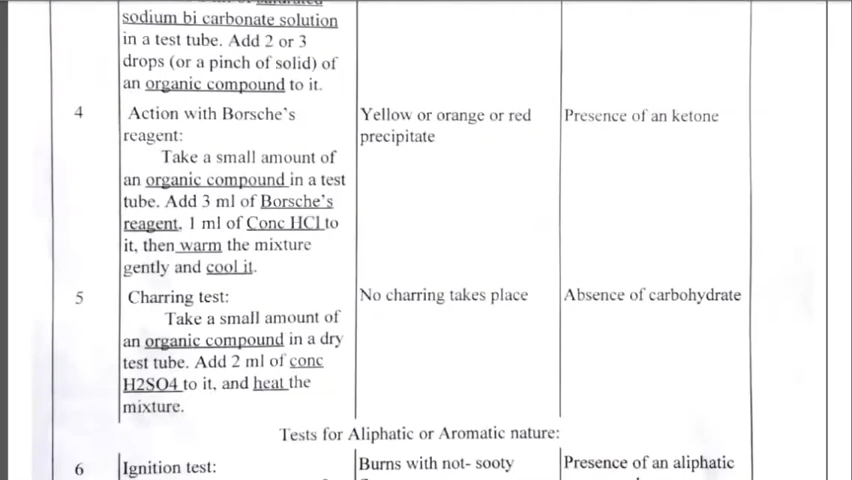 sodium bi carbonate solution
in a test tube. Add 2 or 3
drops (or a pinch of solid) of
an organic compound to it.
4 Action with Borsche's Yellow or orange or red Presence of an ketone
reagent: precipitate
Take a small amount of
an organic compound in a test
tube. Add 3 ml of Borsche's
reagent, 1 ml of Conc HCl to
it, then warm the mixture
gently and cool it.
5 Charring test: No charring takes place Absence of carbohydrate
Take a small amount of
an organic compound in a dry
test tube. Add 2 ml of conc
H2SO4 to it, and heat the
mixture.
Tests for Aliphatic or Aromatic nature:
6 Ignition test: Burns with not- sooty Presence of an aliphatic